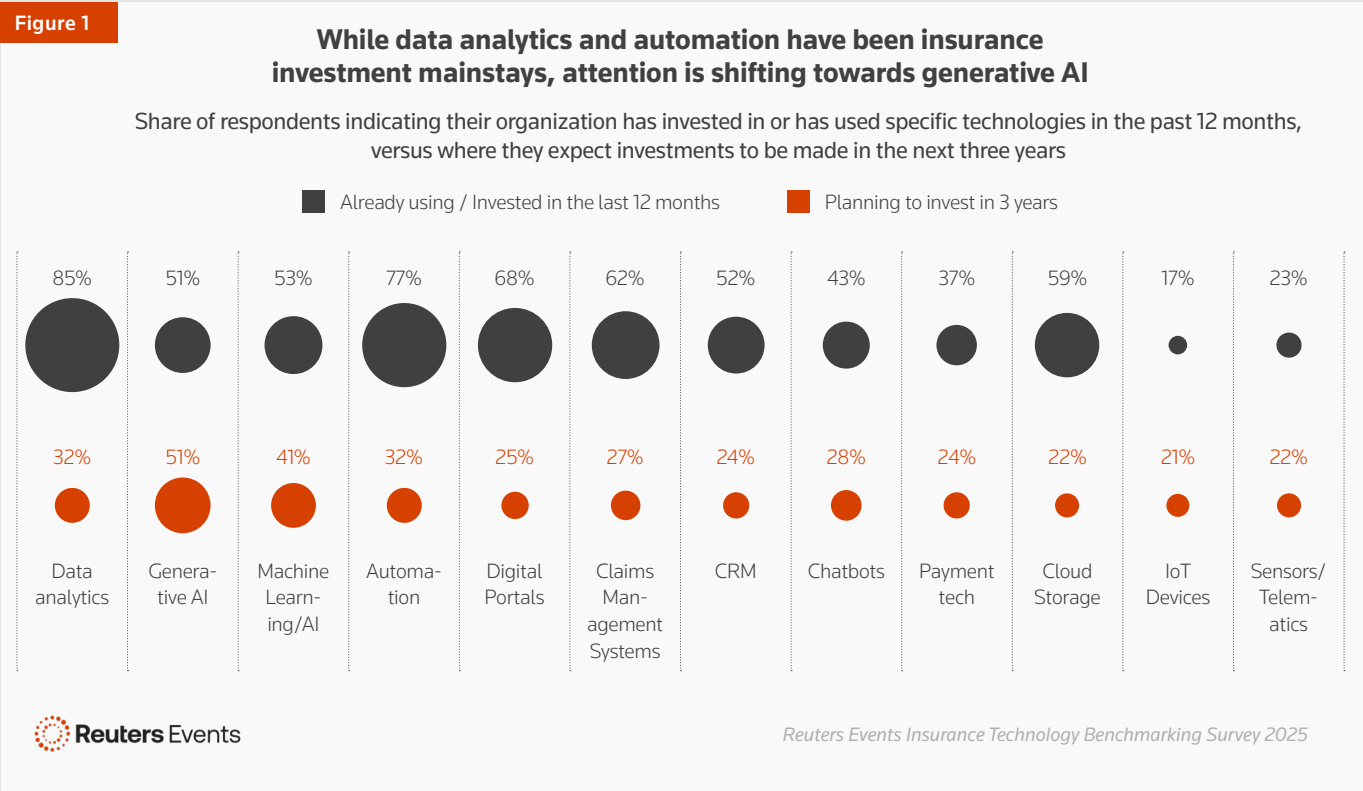 Figure 1
While data analytics and automation have been insurance
investment mainstays, attention is shifting towards generative AI
Share of respondents indicating their organization has invested in or has used specific technologies in the past 12 months,
versus where they expect investments to be made in the next three years
Already using / Invested in the last 12 months
Planning to invest in 3 years
85% 51% 53% 77% 68% 62% 52% 43% 37% 59% 17% 23%
32% 51% 41% 32% 25% 27% 24% 28% 24% 22% 21% 22%
Data
analytics
Genera-
tive AI
Machine
Learn-
ing/AI
Automa-
tion
Digital
Portals
Claims
Man-
agement
Systems
CRM
Chatbots
Payment
tech
Cloud
Storage
IoT
Devices
Sensors/
Telem-
atics
Reuters Events
Reuters Events Insurance Technology Benchmarking Survey 2025